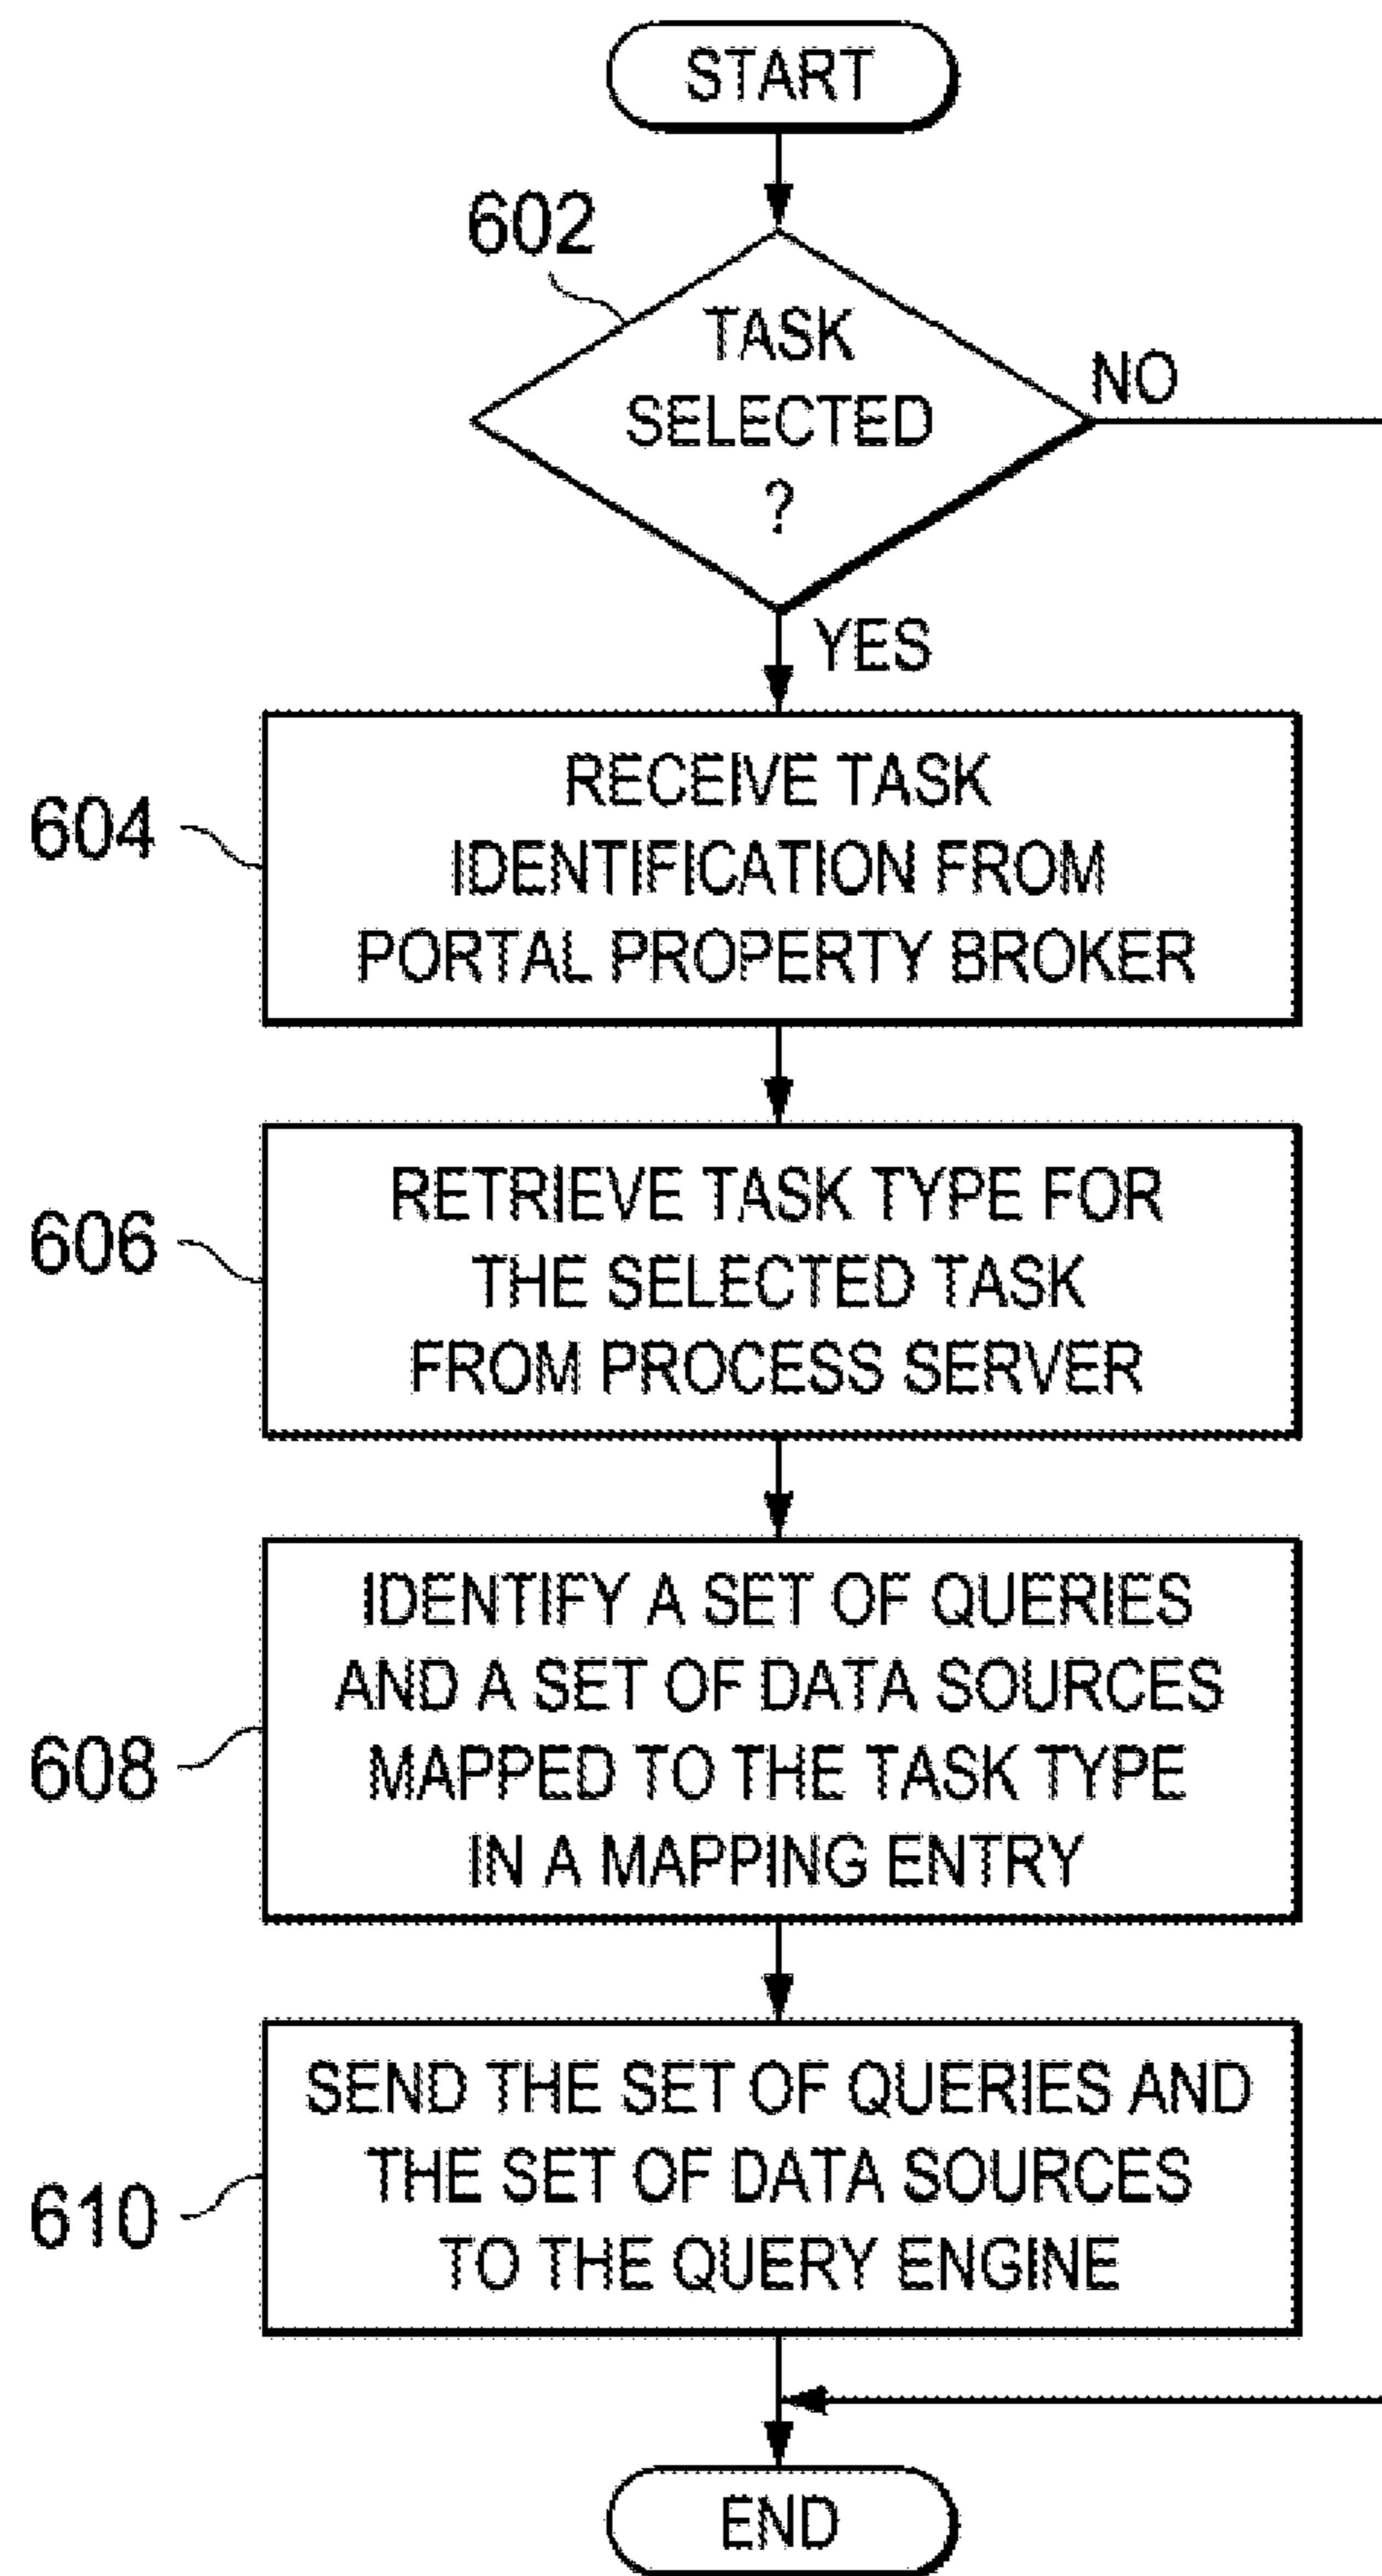 START
602
TASK
SELECTED
?
NO
YES
604
RECEIVE TASK
IDENTIFICATION FROM
PORTAL PROPERTY BROKER
606
RETRIEVE TASK TYPE FOR
THE SELECTED TASK
FROM PROCESS SERVER
608
IDENTIFY A SET OF QUERIES
AND A SET OF DATA SOURCES
MAPPED TO THE TASK TYPE
IN A MAPPING ENTRY
610
SEND THE SET OF QUERIES AND
THE SET OF DATA SOURCES
TO THE QUERY ENGINE
END